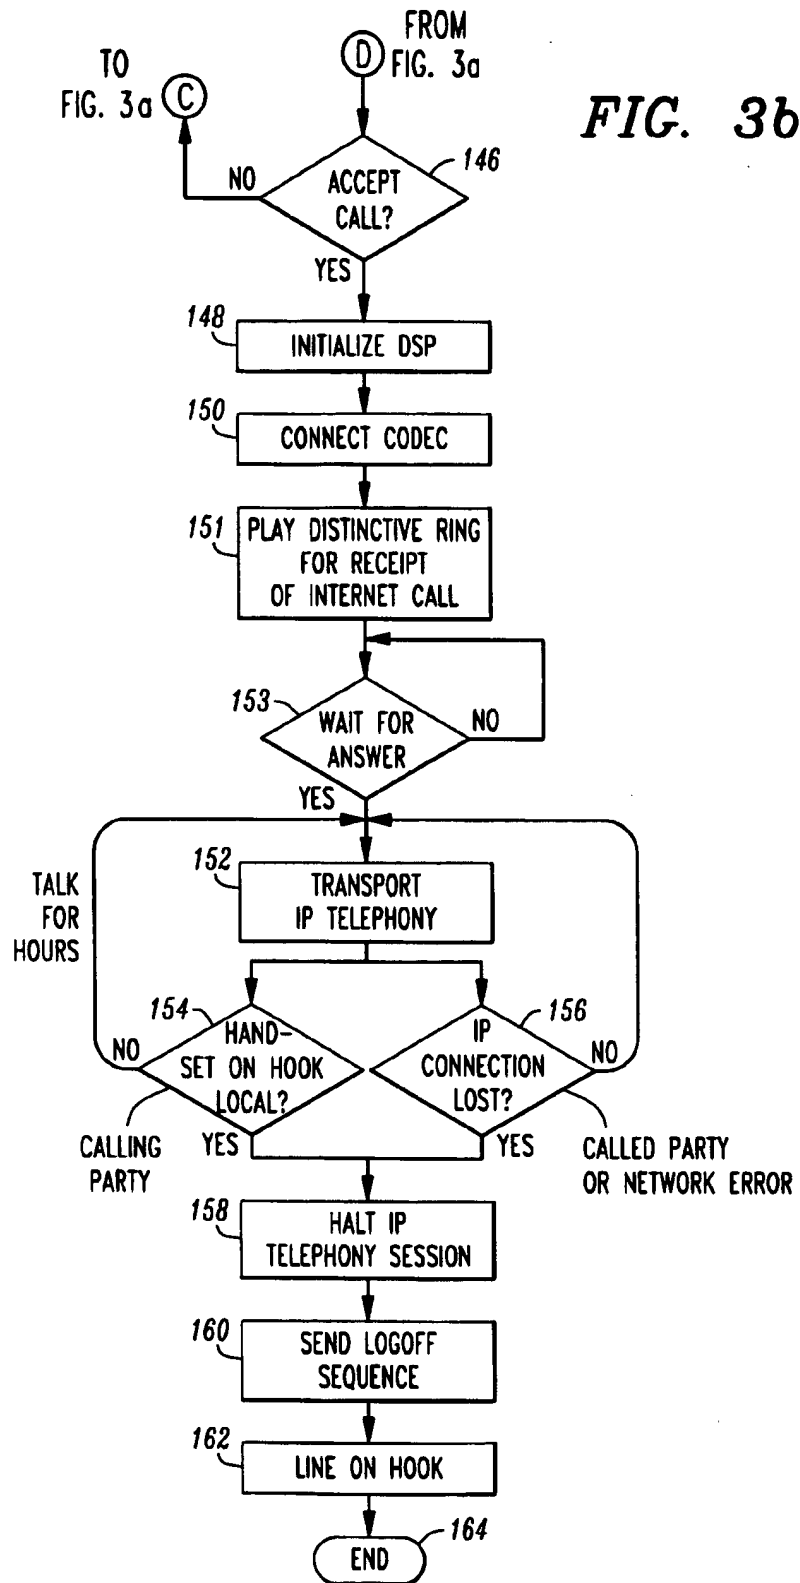 FROM
FIG. 3a
D
TO
FIG. 3a
C
FIG. 3b
146
ACCEPT
CALL?
NO
YES
148
INITIALIZE DSP
150
CONNECT CODEC
151
PLAY DISTINCTIVE RING
FOR RECEIPT
OF INTERNET CALL
153
WAIT FOR
ANSWER
NO
YES
152
TRANSPORT
IP TELEPHONY
TALK
FOR
HOURS
154
HAND-
SET ON HOOK
LOCAL?
NO
YES
CALLING
PARTY
156
IP
CONNECTION
LOST?
NO
YES
CALLED PARTY
OR NETWORK ERROR
158
HALT IP
TELEPHONY SESSION
160
SEND LOGOFF
SEQUENCE
162
LINE ON HOOK
164
END